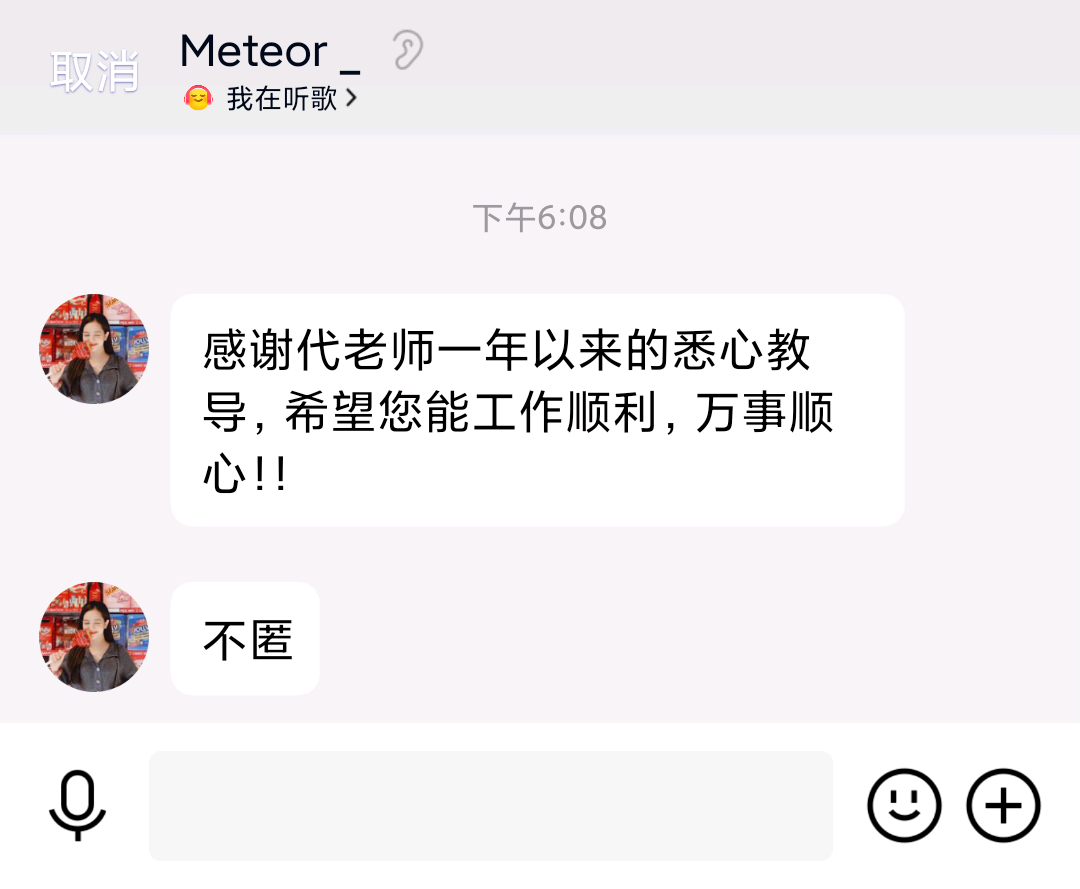 取消
Meteor _
我在听歌
下午6:08
感谢代老师一年以来的悉心教
导，希望您能工作顺利，万事顺
心！！
不匿